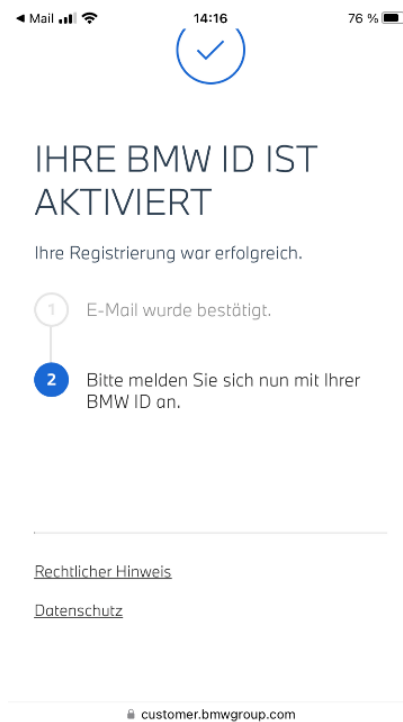 Mail 14:16 76 %
IHRE BMW ID IST
AKTIVIERT
Ihre Registrierung war erfolgreich.
1 E-Mail wurde bestätigt.
2 Bitte melden Sie sich nun mit Ihrer
BMW ID an.
Rechtlicher Hinweis
Datenschutz
customer.bmwgroup.com